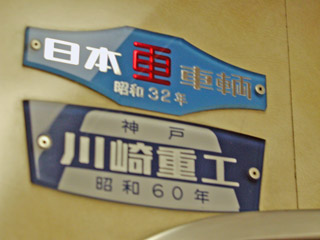 日本車車輌
昭和32年
神戸
川崎重工
昭和60年